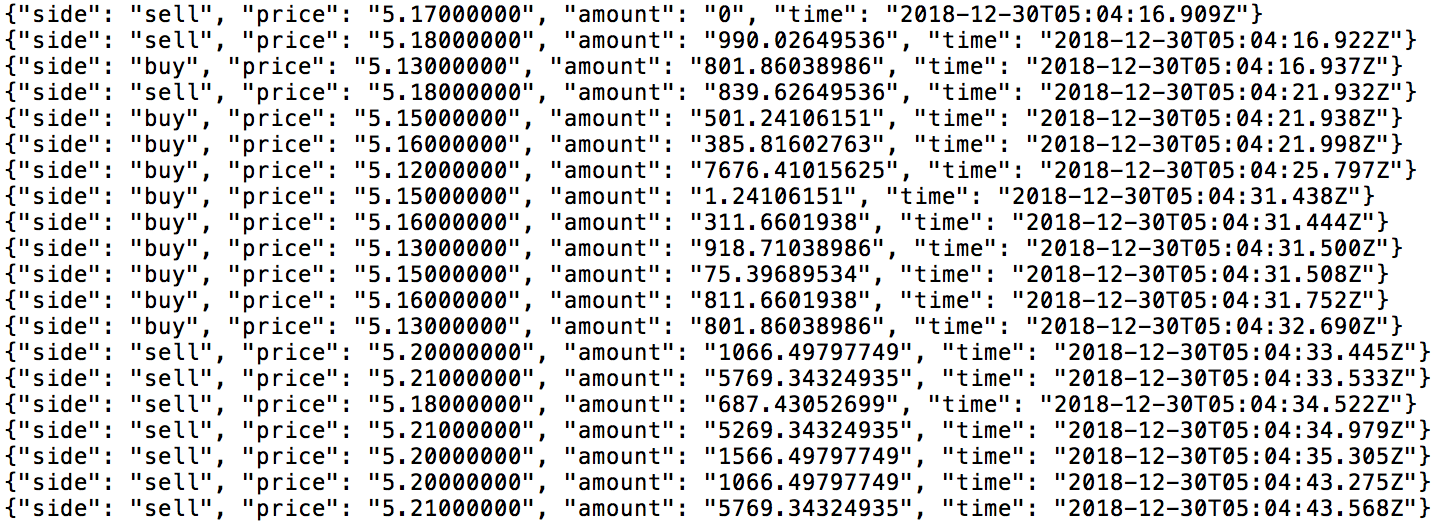 {"side": "sell", "price": "5.17000000", "amount": "0", "time": "2018-12-30T05:04:16.909Z"}
{"side": "sell", "price": "5.18000000", "amount": "990.02649536", "time": "2018-12-30T05:04:16.922Z"}
{"side": "buy", "price": "5.13000000", "amount": "801.86038986", "time": "2018-12-30T05:04:16.937Z"}
{"side": "sell", "price": "5.18000000", "amount": "839.62649536", "time": "2018-12-30T05:04:21.932Z"}
{"side": "buy", "price": "5.15000000", "amount": "501.24106151", "time": "2018-12-30T05:04:21.938Z"}
{"side": "buy", "price": "5.16000000", "amount": "385.81602763", "time": "2018-12-30T05:04:21.998Z"}
{"side": "buy", "price": "5.12000000", "amount": "7676.41015625", "time": "2018-12-30T05:04:25.797Z"}
{"side": "buy", "price": "5.15000000", "amount": "1.24106151", "time": "2018-12-30T05:04:31.438Z"}
{"side": "buy", "price": "5.16000000", "amount": "311.6601938", "time": "2018-12-30T05:04:31.444Z"}
{"side": "buy", "price": "5.13000000", "amount": "918.71038986", "time": "2018-12-30T05:04:31.500Z"}
{"side": "buy", "price": "5.15000000", "amount": "75.39689534", "time": "2018-12-30T05:04:31.508Z"}
{"side": "buy", "price": "5.16000000", "amount": "811.6601938", "time": "2018-12-30T05:04:31.752Z"}
{"side": "buy", "price": "5.13000000", "amount": "801.86038986", "time": "2018-12-30T05:04:32.690Z"}
{"side": "sell", "price": "5.20000000", "amount": "1066.49797749", "time": "2018-12-30T05:04:33.445Z"}
{"side": "sell", "price": "5.21000000", "amount": "5769.34324935", "time": "2018-12-30T05:04:33.533Z"}
{"side": "sell", "price": "5.18000000", "amount": "687.43052699", "time": "2018-12-30T05:04:34.522Z"}
{"side": "sell", "price": "5.21000000", "amount": "5269.34324935", "time": "2018-12-30T05:04:34.979Z"}
{"side": "sell", "price": "5.20000000", "amount": "1566.49797749", "time": "2018-12-30T05:04:35.305Z"}
{"side": "sell", "price": "5.20000000", "amount": "1066.49797749", "time": "2018-12-30T05:04:43.275Z"}
{"side": "sell", "price": "5.21000000", "amount": "5769.34324935", "time": "2018-12-30T05:04:43.568Z"}